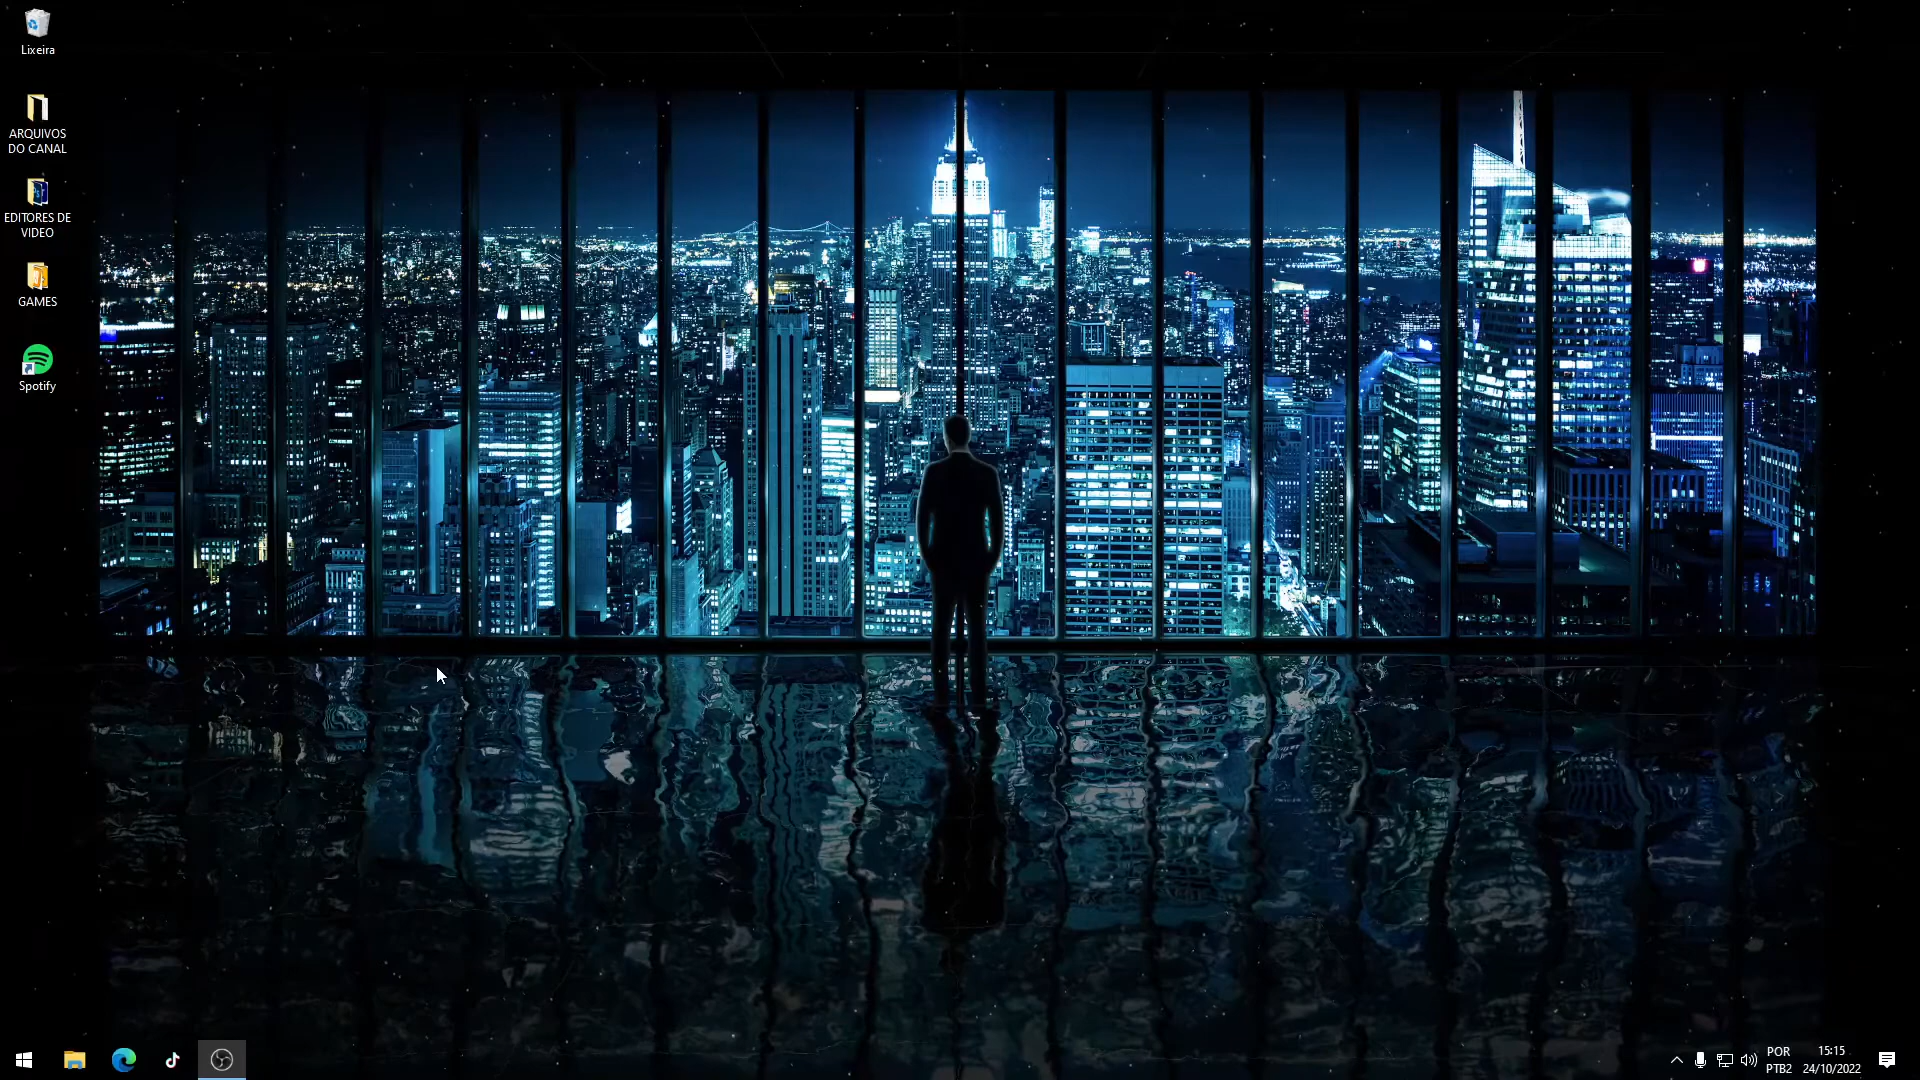 Lixeira
ARQUIVOS
DO CANAL
EDITORES DE
VIDEO
GAMES
Spotify
POR
PTB2
15:15
24/10/2022